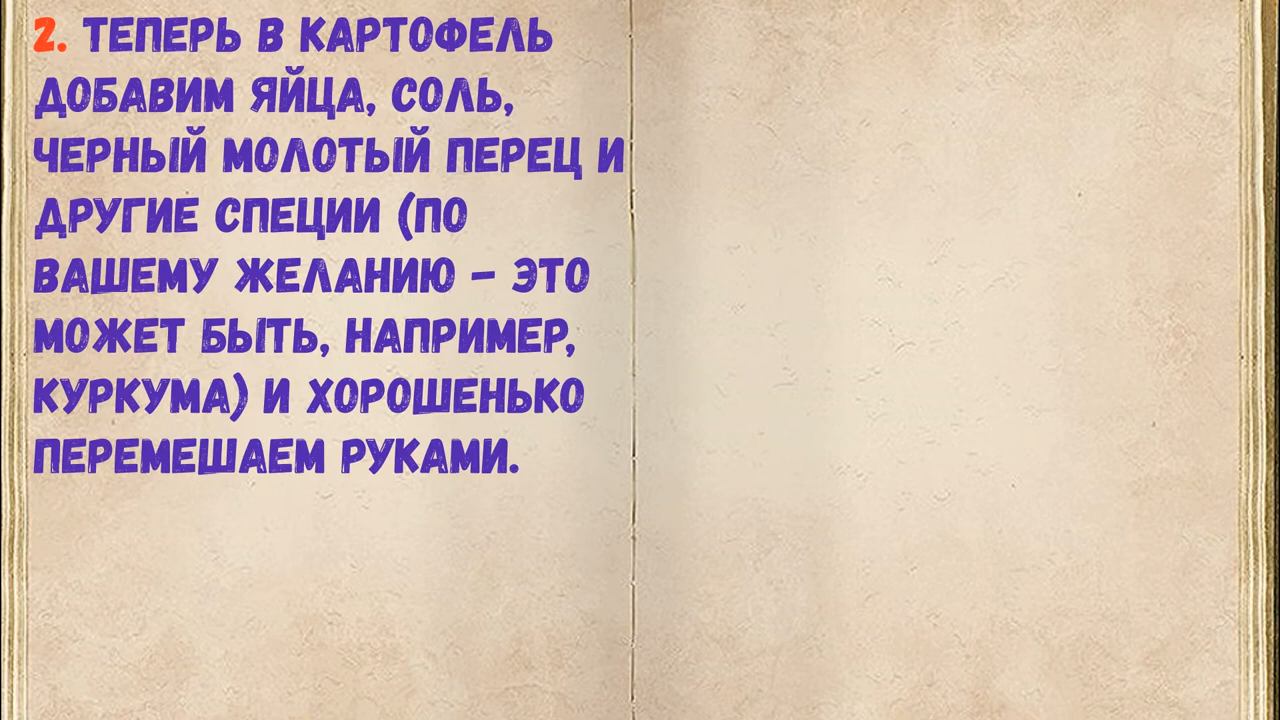 2. ТЕПЕРЬ В КАРТОФЕЛЬ
ДОБАВИМ ЯЙЦА, СОЛЬ,
ЧЕРНЫЙ МОЛОТЫЙ ПЕРЕЦ И
ДРУГИЕ СПЕЦИИ (ПО
ВАШЕМУ ЖЕЛАНИЮ – ЭТО
МОЖЕТ БЫТЬ, НАПРИМЕР,
КУРКУМА) И ХОРОШЕНЬКО
ПЕРЕМЕШАЕМ РУКАМИ.